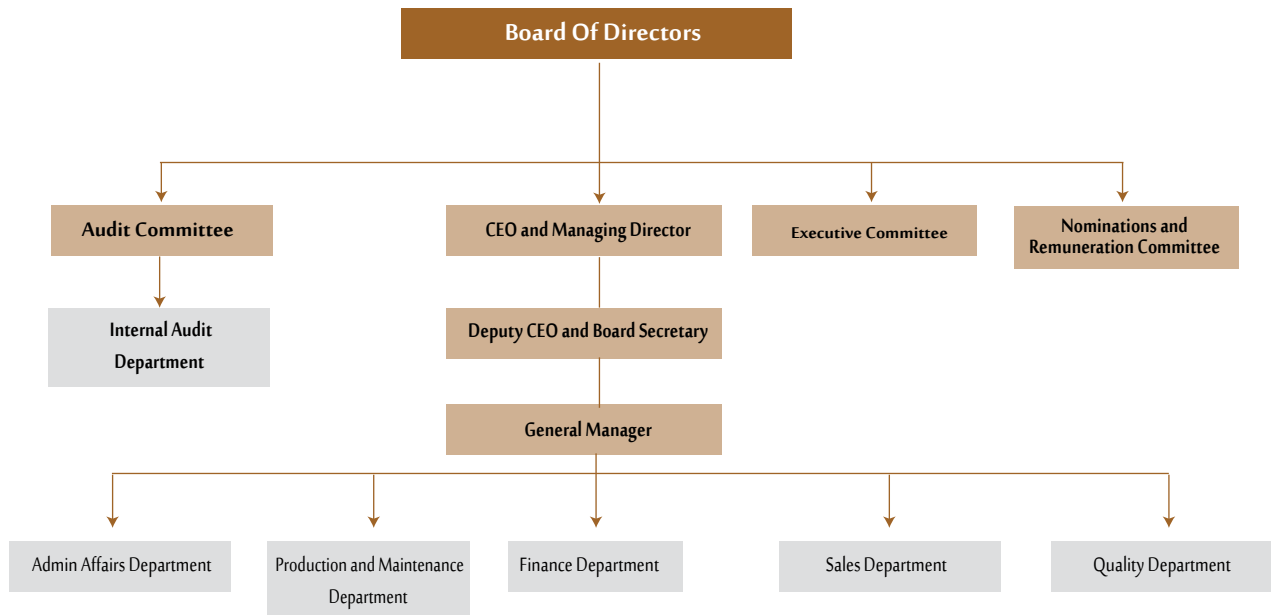 Board Of Directors
Audit Committee
CEO and Managing Director
Executive Committee
Nominations and
Remuneration Committee
Internal Audit
Department
Deputy CEO and Board Secretary
General Manager
Admin Affairs Department
Production and Maintenance
Department
Finance Department
Sales Department
Quality Department